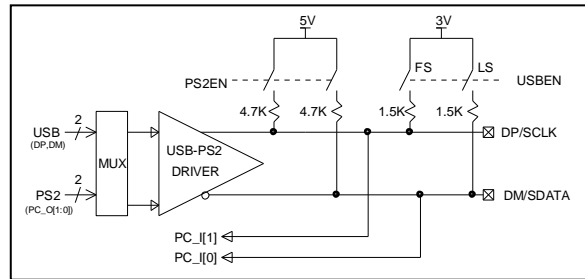 5V
3V
PS2EN
FS
LS
USBEN
4.7K
4.7K
1.5K
1.5K
USB
2
(DP,DM)
MUX
USB-PS2
DRIVER
DP/SCLK
PS2
2
(PC_O[1:0])
DM/SDATA
PC_I[1]
PC_I[0]